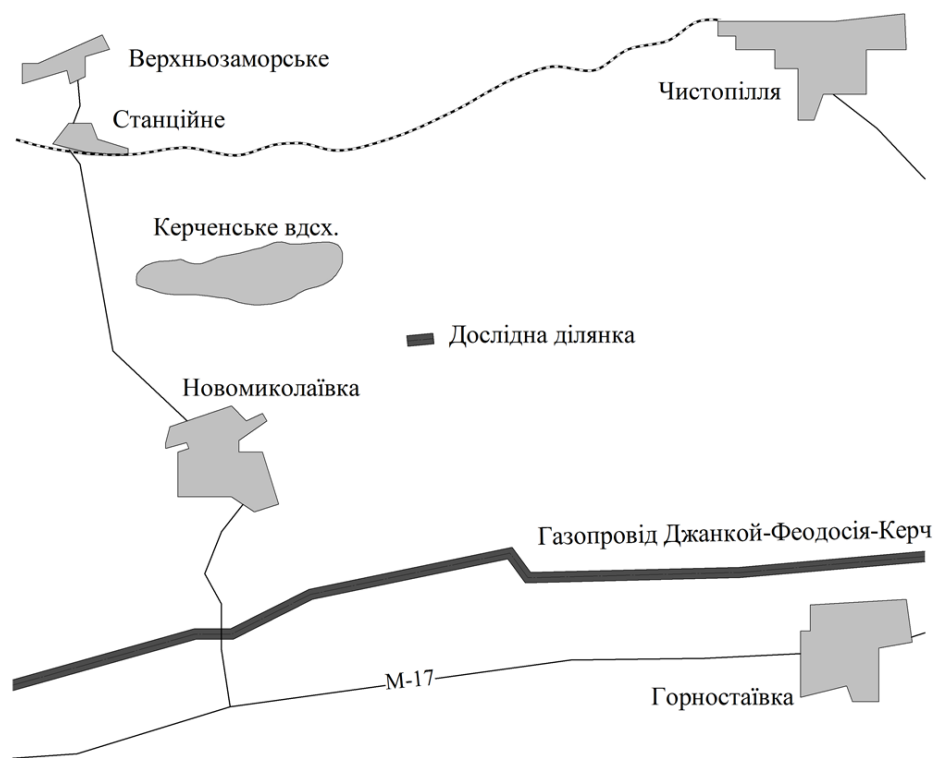 Верхньозаморське
Чистопілля
Станційне
Керченське вдсх.
Дослідна ділянка
Новомиколаївка
Газопровід Джанкой-Феодосія-Керч
М-17
Горностаївка